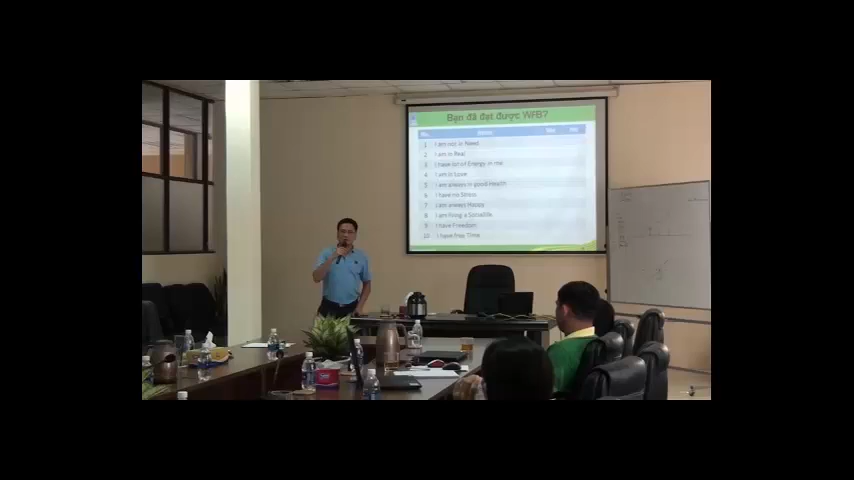 Bạn đã đạt được WFB?
No.
1 I am not in Need
2 I am in Real
3 I have lot of Energy in me
4 I am in Love
5 I am always in good Health
6 I have no Stress
7 I am always Happy
8 I am living a
9 I have Freedom
10 I have free Time